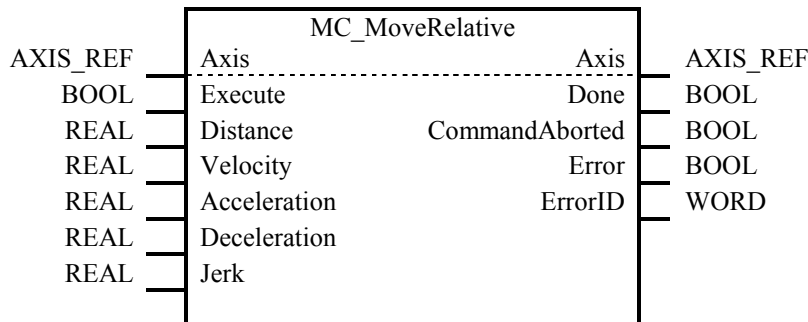 MC_MoveRelative
AXIS_REF Axis Axis AXIS_REF
BOOL Execute Done BOOL
REAL Distance CommandAborted BOOL
REAL Velocity Error BOOL
REAL Acceleration ErrorID WORD
REAL Deceleration
REAL Jerk